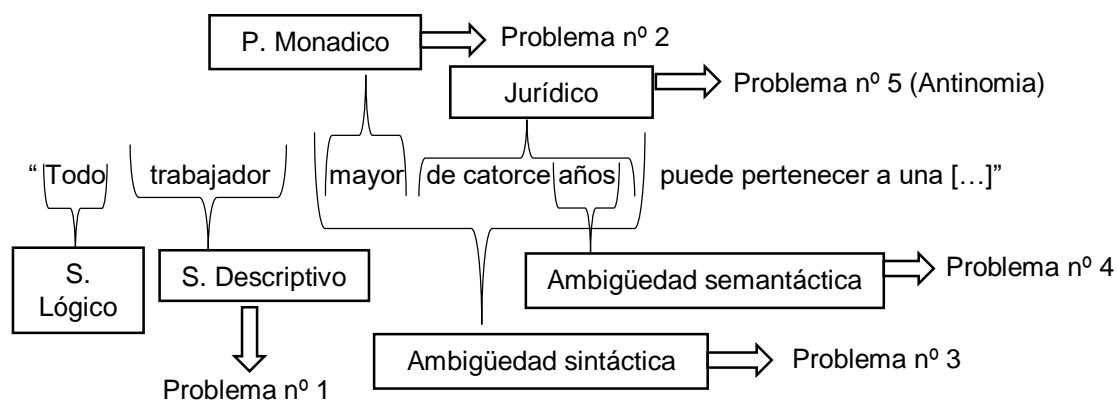 P. Monadico
Problema nº 2
Jurídico
Problema nº 5 (Antinomia)
“ Todo trabajador mayor de catorce años puede pertenecer a una […]”
S.
Lógico
S. Descriptivo
Ambigüedad semantáctica
Problema nº 4
Ambigüedad sintáctica
Problema nº 3
Problema nº 1